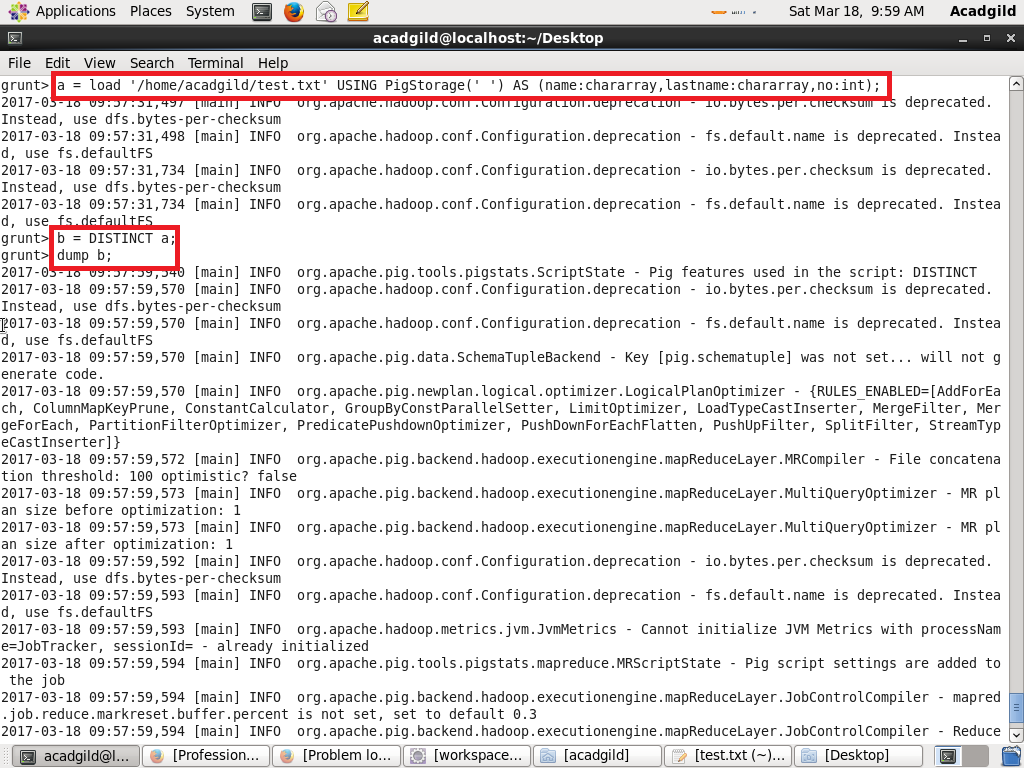 Applications Places System Sat Mar 18, 9:59 AM Acadgild
acadgild@localhost:~/Desktop
File Edit View Search Terminal Help
grunt> a = load '/home/acadgild/test.txt' USING PigStorage(' ') AS (name:chararray,lastname:chararray,no:int);
2017-03-18 09:57:31,497 [main] INFO  org.apache.hadoop.conf.Configuration.deprecation - io.bytes.per.checksum is deprecated.
Instead, use dfs.bytes-per-checksum
2017-03-18 09:57:31,498 [main] INFO  org.apache.hadoop.conf.Configuration.deprecation - fs.default.name is deprecated. Instea
d, use fs.defaultFS
2017-03-18 09:57:31,734 [main] INFO  org.apache.hadoop.conf.Configuration.deprecation - io.bytes.per.checksum is deprecated.
Instead, use dfs.bytes-per-checksum
2017-03-18 09:57:31,734 [main] INFO  org.apache.hadoop.conf.Configuration.deprecation - fs.default.name is deprecated. Instea
d, use fs.defaultFS
grunt> b = DISTINCT a;
grunt> dump b;
2017-03-18 09:57:59,540 [main] INFO  org.apache.pig.tools.pigstats.ScriptState - Pig features used in the script: DISTINCT
2017-03-18 09:57:59,570 [main] INFO  org.apache.hadoop.conf.Configuration.deprecation - io.bytes.per.checksum is deprecated.
Instead, use dfs.bytes-per-checksum
2017-03-18 09:57:59,570 [main] INFO  org.apache.hadoop.conf.Configuration.deprecation - fs.default.name is deprecated. Instea
d, use fs.defaultFS
2017-03-18 09:57:59,570 [main] INFO  org.apache.pig.data.SchemaTupleBackend - Key [pig.schematuple] was not set... will not g
enerate code.
2017-03-18 09:57:59,570 [main] INFO  org.apache.pig.newplan.logical.optimizer.LogicalPlanOptimizer - {RULES_ENABLED=[AddForEa
ch, ColumnMapKeyPrune, ConstantCalculator, GroupByConstParallelSetter, LimitOptimizer, LoadTypeCastInserter, MergeFilter, Mer
geForEach, PartitionFilterOptimizer, PredicatePushdownOptimizer, PushDownForEachFlatten, PushUpFilter, SplitFilter, StreamTyp
eCastInserter]}
2017-03-18 09:57:59,572 [main] INFO  org.apache.pig.backend.hadoop.executionengine.mapReduceLayer.MRCompiler - File concatena
tion threshold: 100 optimistic? false
2017-03-18 09:57:59,573 [main] INFO  org.apache.pig.backend.hadoop.executionengine.mapReduceLayer.MultiQueryOptimizer - MR pl
an size before optimization: 1
2017-03-18 09:57:59,573 [main] INFO  org.apache.pig.backend.hadoop.executionengine.mapReduceLayer.MultiQueryOptimizer - MR pl
an size after optimization: 1
2017-03-18 09:57:59,592 [main] INFO  org.apache.hadoop.conf.Configuration.deprecation - io.bytes.per.checksum is deprecated.
Instead, use dfs.bytes-per-checksum
2017-03-18 09:57:59,593 [main] INFO  org.apache.hadoop.conf.Configuration.deprecation - fs.default.name is deprecated. Instea
d, use fs.defaultFS
2017-03-18 09:57:59,593 [main] INFO  org.apache.hadoop.metrics.jvm.JvmMetrics - Cannot initialize JVM Metrics with processNam
e=JobTracker, sessionId= - already initialized
2017-03-18 09:57:59,594 [main] INFO  org.apache.pig.tools.pigstats.mapreduce.MRScriptState - Pig script settings are added to
 the job
2017-03-18 09:57:59,594 [main] INFO  org.apache.pig.backend.hadoop.executionengine.mapReduceLayer.JobControlCompiler - mapred
.job.reduce.markreset.buffer.percent is not set, set to default 0.3
2017-03-18 09:57:59,594 [main] INFO  org.apache.pig.backend.hadoop.executionengine.mapReduceLayer.JobControlCompiler - Reduce
acadgild@l... [Profession... [Problem lo... [workspace... [acadgild] [test.txt (~)... [Desktop]